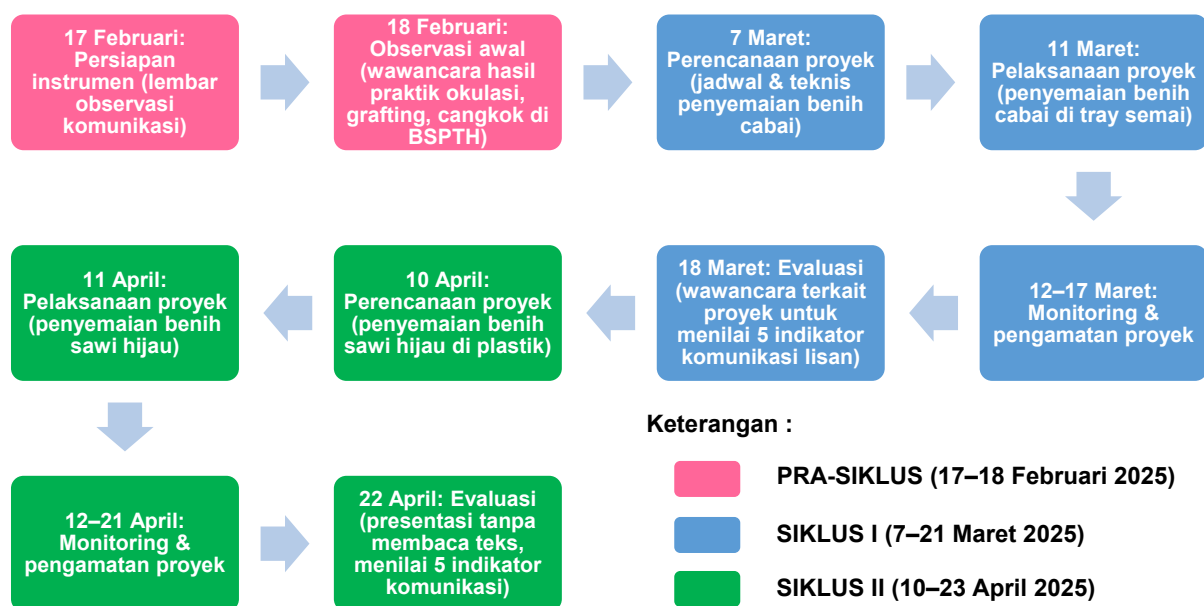 17 Februari:
Persiapan
instrumen (lembar
observasi
komunikasi)
18 Februari:
Observasi awal
(wawancara hasil
praktik okulasi,
grafting, cangkok di
BSPTH)
7 Maret:
Perencanaan proyek
(jadwal & teknis
penyemaian benih
cabai)
11 Maret:
Pelaksanaan proyek
(penyemaian benih
cabai di tray semai)
12–17 Maret:
Monitoring &
pengamatan proyek
18 Maret: Evaluasi
(wawancara terkait
proyek untuk
menilai 5 indikator
komunikasi lisan)
10 April:
Perencanaan proyek
(penyemaian benih
sawi hijau di plastik)
11 April:
Pelaksanaan proyek
(penyemaian benih
sawi hijau)
12–21 April:
Monitoring &
pengamatan proyek
22 April: Evaluasi
(presentasi tanpa
membaca teks,
menilai 5 indikator
komunikasi)
Keterangan :
PRA-SIKLUS (17–18 Februari 2025)
SIKLUS I (7–21 Maret 2025)
SIKLUS II (10–23 April 2025)